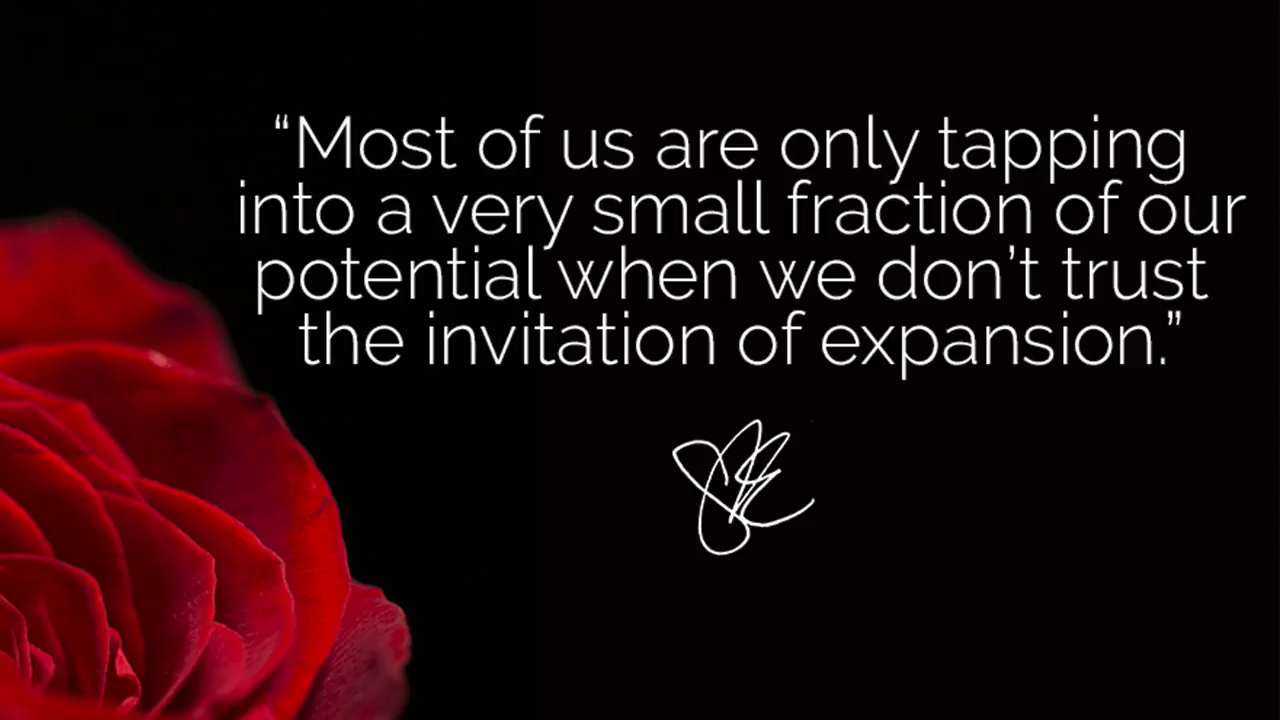 “Most of us are only tapping
into a very small fraction of our
potential when we don’t trust
the invitation of expansion.”